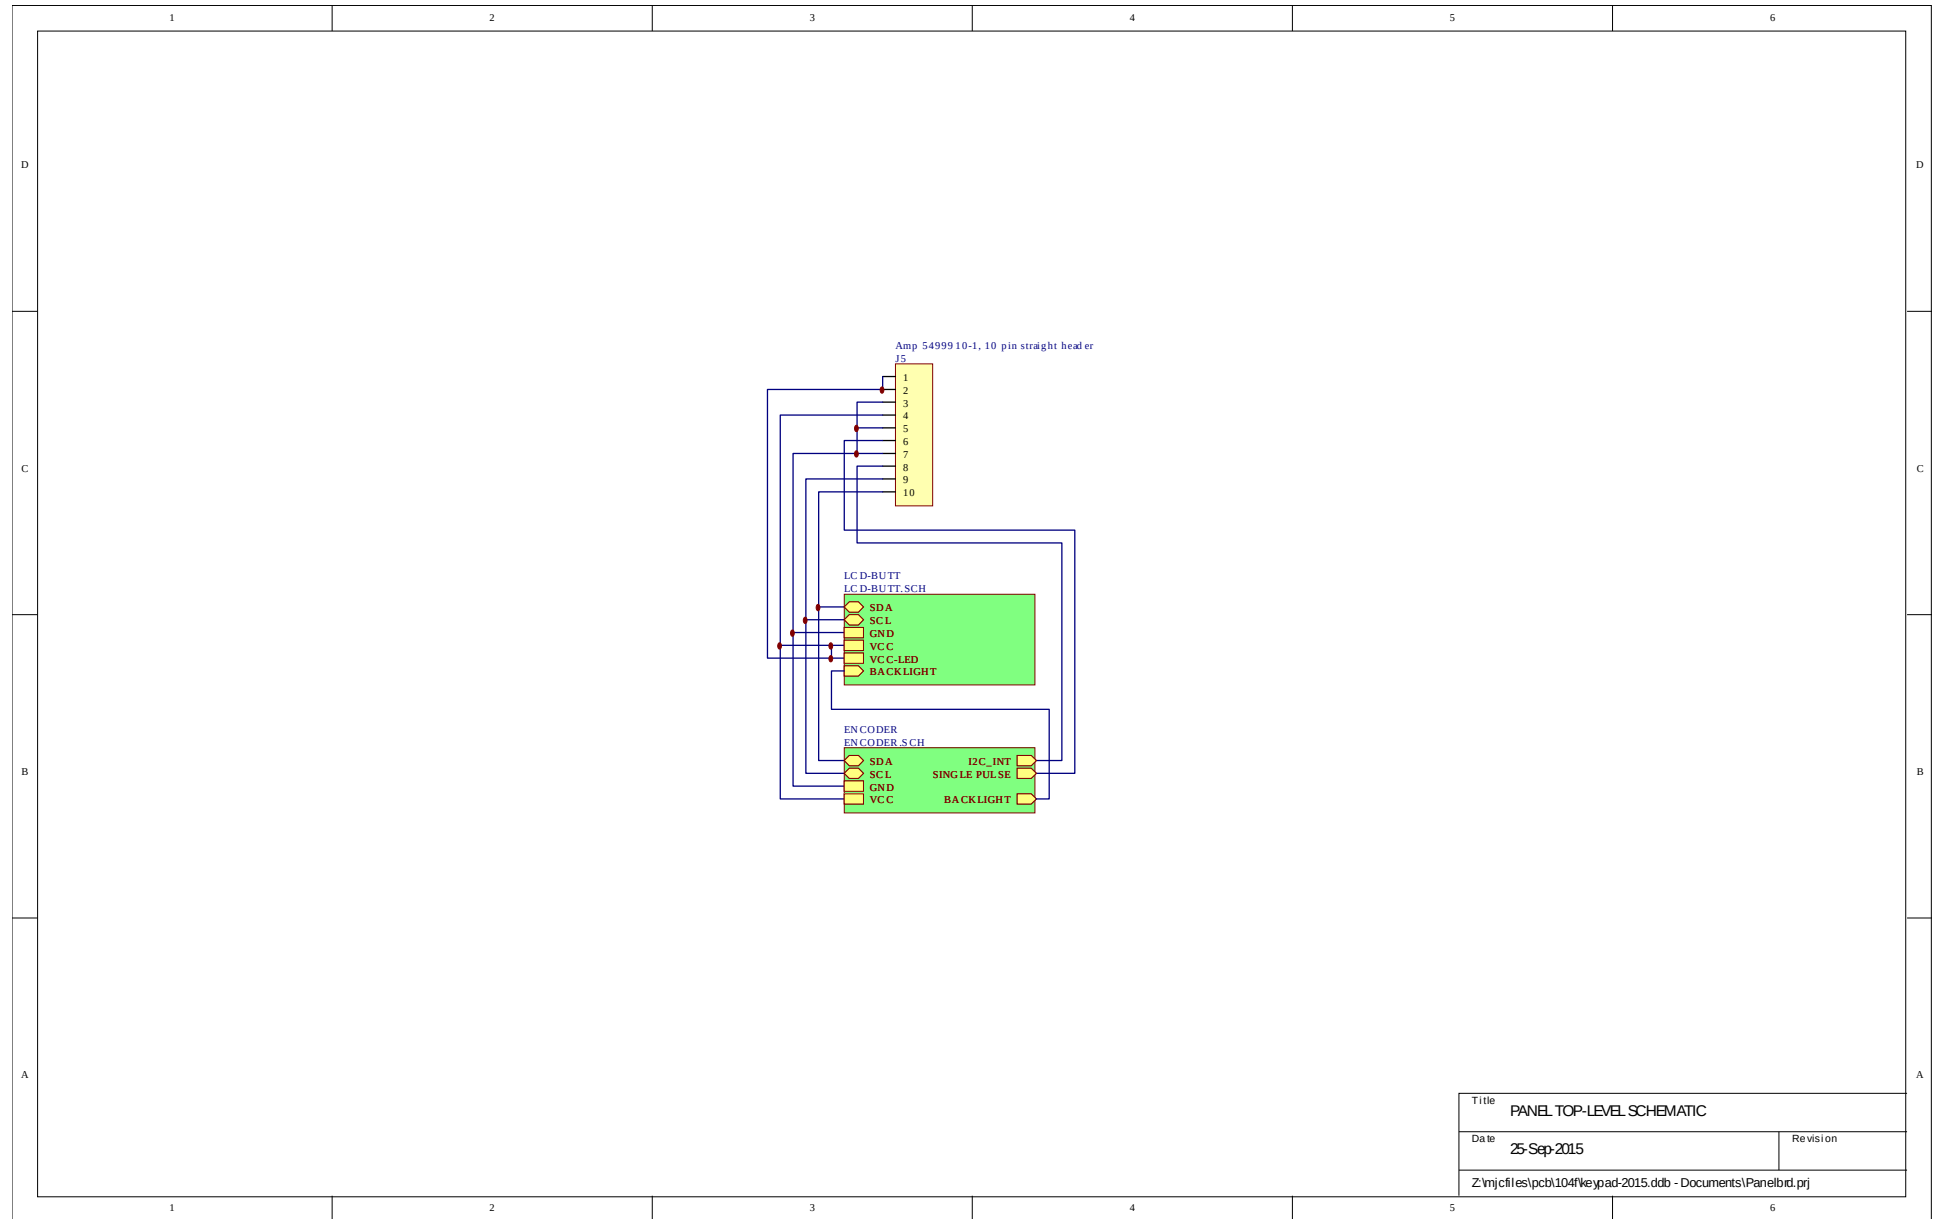 1 2 3 4 5 6
D D
Amp 5499910-1, 10 pin straight header
J5
1
2
3
4
5
6
7
8
9
10
C C
LCD-BUTT
LCD-BUTT.SCH
SDA
SCL
GND
VCC
VCC-LED
BACKLIGHT
ENCODER
ENCODER.SCH
SDA I2C_INT
SCL SINGLE PULSE
GND
VCC BACKLIGHT
B B
A A
Title PANEL TOP-LEVEL SCHEMATIC
Date 25-Sep-2015 Revision
Z:\mjcfiles\pcb\104f\keypad-2015.ddb - Documents\Panelbrd.prj
1 2 3 4 5 6